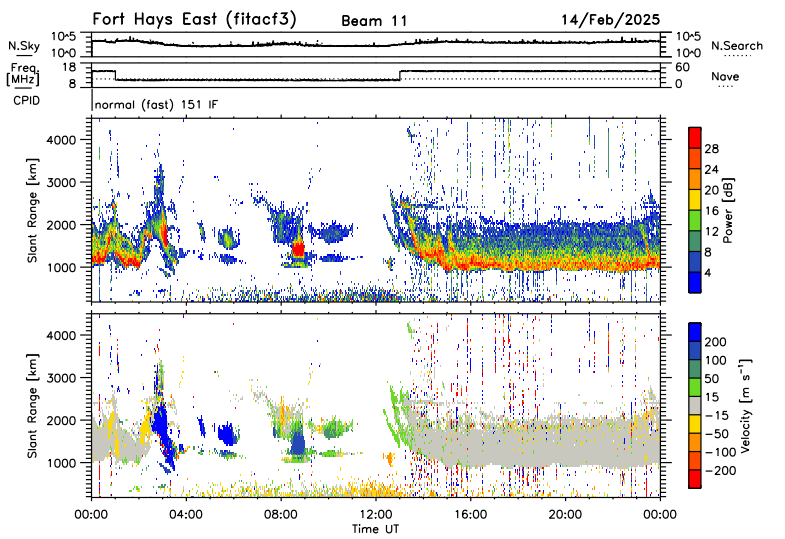 Fort Hays East (fitacf3) Beam 11 14/Feb/2025
N.Sky 10^5 10^0 10^5 10^0 N.Search
Freq. [MHz] 18 8 60 0 Nave
CPID normal (fast) 151 IF
Slant Range [km] 4000 3000 2000 1000
Power [dB] 28 24 20 16 12 8 4
Slant Range [km] 4000 3000 2000 1000
Velocity [m s⁻¹] 200 100 50 15 −15 −50 −100 −200
00:00 04:00 08:00 12:00 16:00 20:00 00:00
Time UT